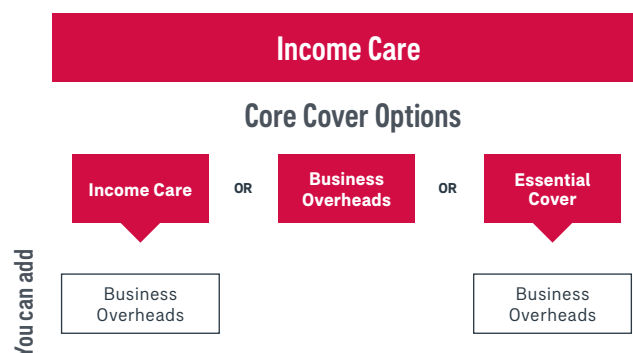 Income Care
Core Cover Options
Income Care
OR
Business
Overheads
OR
Essential
Cover
You can add
Business
Overheads
Business
Overheads